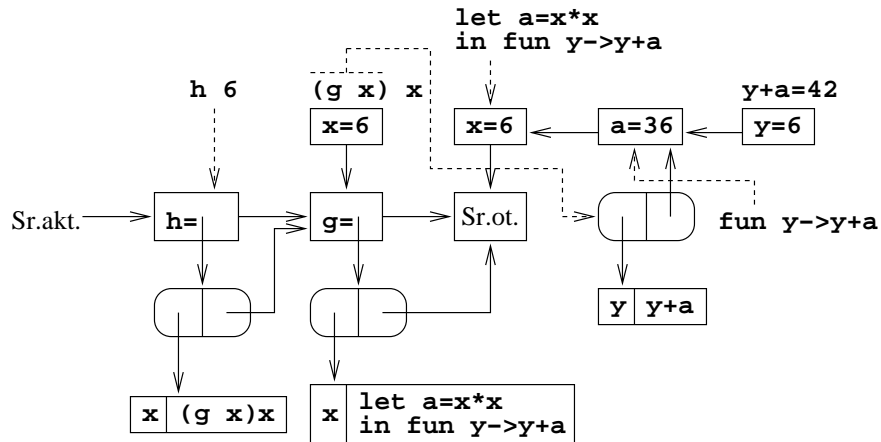 let a=x*x
in fun y->y+a
h 6
(g x) x
y+a=42
x=6
x=6
a=36
y=6
Sr.akt.
h=
g=
Sr.ot.
fun y->y+a
y y+a
x (g x)x
x let a=x*x
in fun y->y+a